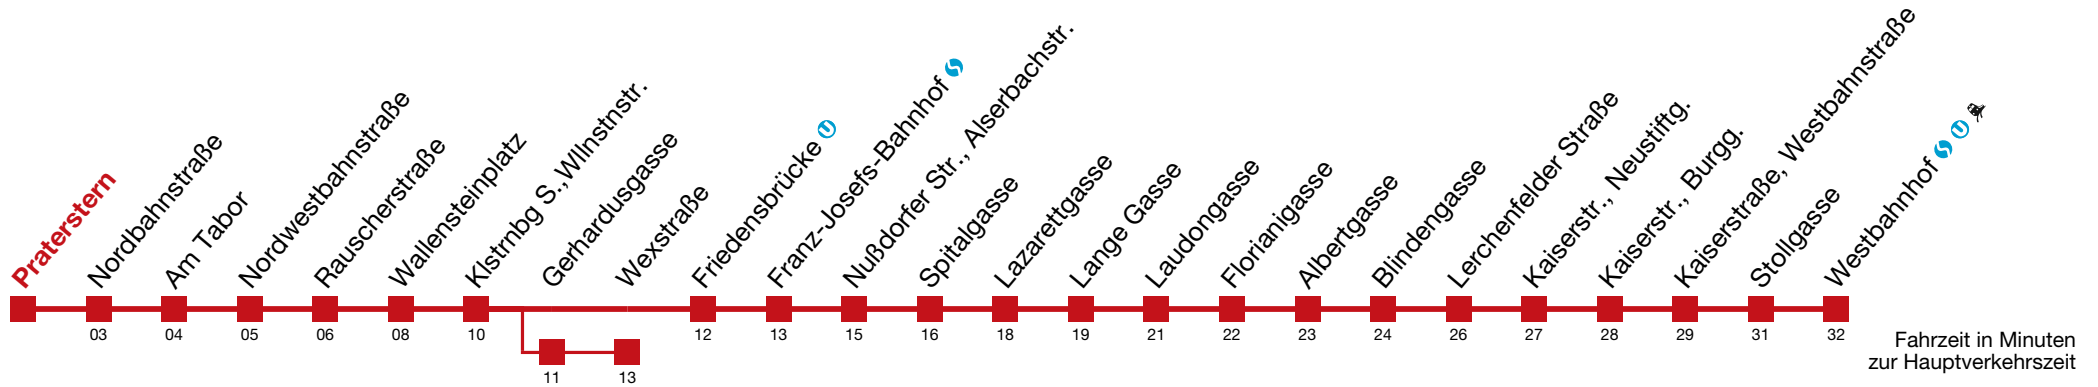 Praterstern
Nordbahnstraße
Am Tabor
Nordwestbahnstraße
Rauscherstraße
Wallensteinplatz
Klstrnbg S.,Wllnstnstr.
Gerhardusgasse
Wexstraße
Friedensbrücke U
Franz-Josefs-Bahnhof S
Nußdorfer Str., Alserbachstr.
Spitalgasse
Lazarettgasse
Lange Gasse
Laudongasse
Florianigasse
Albertgasse
Blindengasse
Lerchenfelder Straße
Kaiserstr., Neustiftg.
Kaiserstr., Burgg.
Kaiserstraße, Westbahnstraße
Stollgasse
Westbahnhof S U
03 04 05 06 08 10 12 13 15 16 18 19 21 22 23 24 26 27 28 29 31 32
11 13
Fahrzeit in Minuten
zur Hauptverkehrszeit